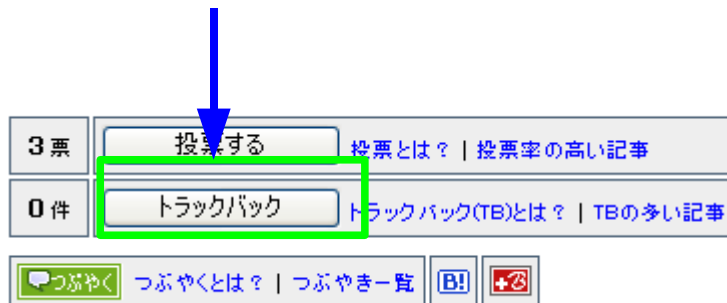 3票 投票する 投票とは？ | 投票率の高い記事
0件 トラックバック トラックバック(TB)とは？ | TBの多い記事
つぶやく つぶやくとは？ | つぶやき一覧 B!